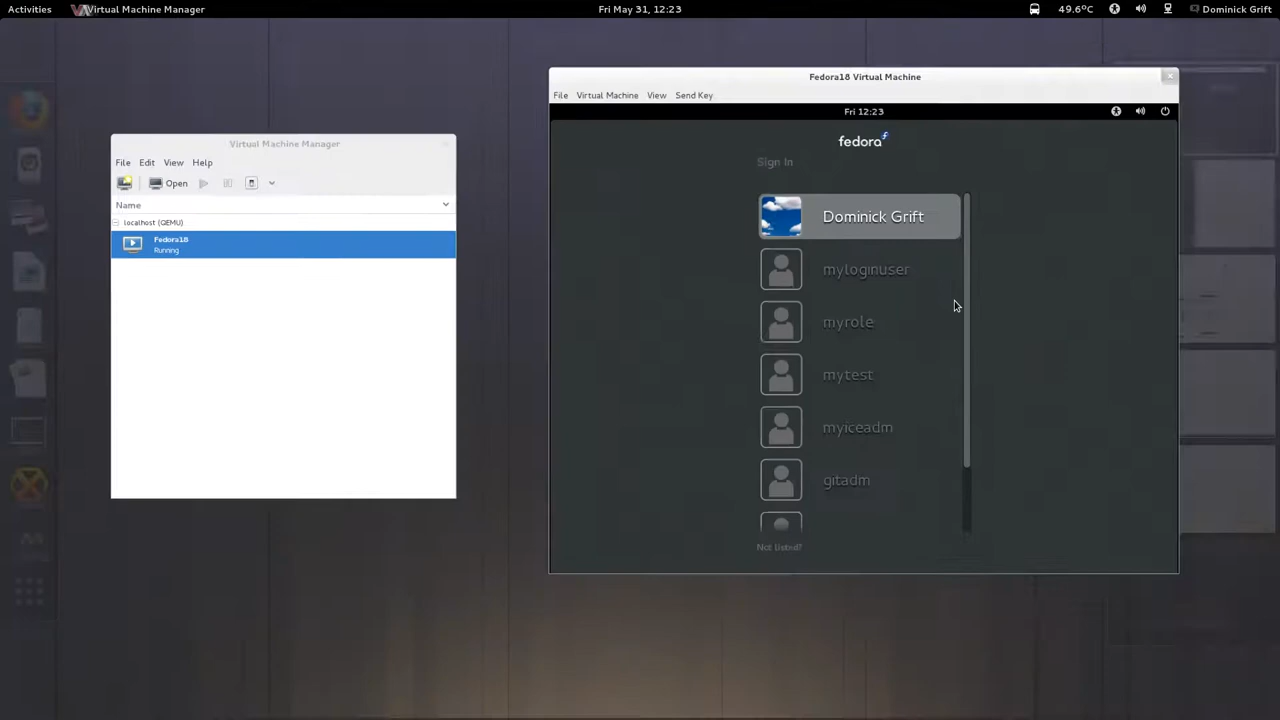 Activities
Virtual Machine Manager
Fri May 31, 12:23
49.6ºC
Dominick Grift
Virtual Machine Manager
File Edit View Help
Open
Name
localhost (QEMU)
Fedora18
Running
Fedora18 Virtual Machine
File Virtual Machine View Send Key
Fri 12:23
fedora
Sign In
Dominick Grift
myloginuser
myrole
mytest
myiceadm
gitadm
Not listed?